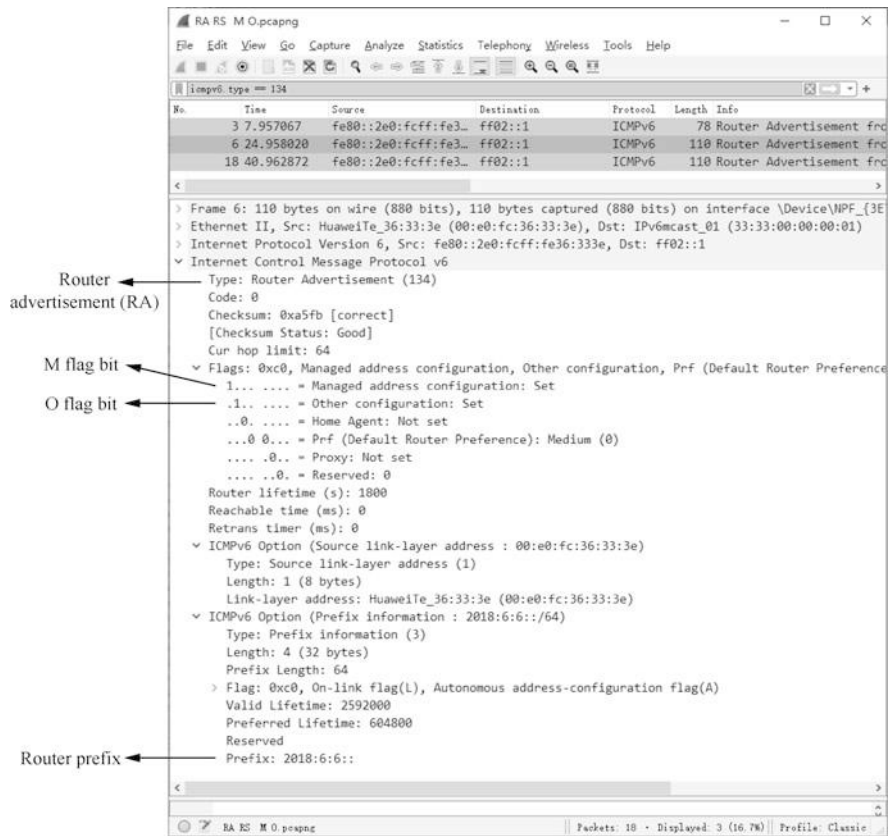 RA RS M O.pcapng
File Edit View Go Capture Analyze Statistics Telephony Wireless Tools Help
icmpv6.type == 134
No. Time Source Destination Protocol Length Info
3 7.957067 fe80::2e0:fcff:fe3… ff02::1 ICMPv6 78 Router Advertisement fro
6 24.958020 fe80::2e0:fcff:fe3… ff02::1 ICMPv6 110 Router Advertisement fro
18 40.962872 fe80::2e0:fcff:fe3… ff02::1 ICMPv6 110 Router Advertisement fro
Frame 6: 110 bytes on wire (880 bits), 110 bytes captured (880 bits) on interface \Device\NPF_{3E
Ethernet II, Src: HuaweiTe_36:33:3e (00:e0:fc:36:33:3e), Dst: IPv6mcast_01 (33:33:00:00:00:01)
Internet Protocol Version 6, Src: fe80::2e0:fcff:fe36:333e, Dst: ff02::1
Internet Control Message Protocol v6
Router advertisement (RA)
Type: Router Advertisement (134)
Code: 0
Checksum: 0xa5fb [correct]
[Checksum Status: Good]
Cur hop limit: 64
Flags: 0xc0, Managed address configuration, Other configuration, Prf (Default Router Preference
M flag bit
1... .... = Managed address configuration: Set
O flag bit
.1.. .... = Other configuration: Set
..0. .... = Home Agent: Not set
...0 0... = Prf (Default Router Preference): Medium (0)
.... .0.. = Proxy: Not set
.... ..0. = Reserved: 0
Router lifetime (s): 1800
Reachable time (ms): 0
Retrans timer (ms): 0
ICMPv6 Option (Source link-layer address : 00:e0:fc:36:33:3e)
Type: Source link-layer address (1)
Length: 1 (8 bytes)
Link-layer address: HuaweiTe_36:33:3e (00:e0:fc:36:33:3e)
ICMPv6 Option (Prefix information : 2018:6:6::/64)
Type: Prefix information (3)
Length: 4 (32 bytes)
Prefix Length: 64
Flag: 0xc0, On-link flag(L), Autonomous address-configuration flag(A)
Valid Lifetime: 2592000
Preferred Lifetime: 604800
Reserved
Router prefix
Prefix: 2018:6:6::
RA RS M O.pcapng Packets: 18 · Displayed: 3 (16.7%) Profile: Classic